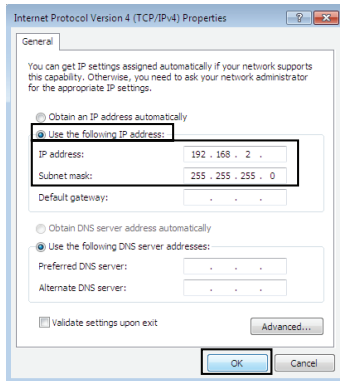 Internet Protocol Version 4 (TCP/IPv4) Properties
General
You can get IP settings assigned automatically if your network supports
this capability. Otherwise, you need to ask your network administrator
for the appropriate IP settings.
Obtain an IP address automatically
Use the following IP address:
IP address: 192 . 168 . 2 .
Subnet mask: 255 . 255 . 255 . 0
Default gateway: . . .
Obtain DNS server address automatically
Use the following DNS server addresses:
Preferred DNS server: . . .
Alternate DNS server: . . .
Validate settings upon exit
Advanced...
OK Cancel